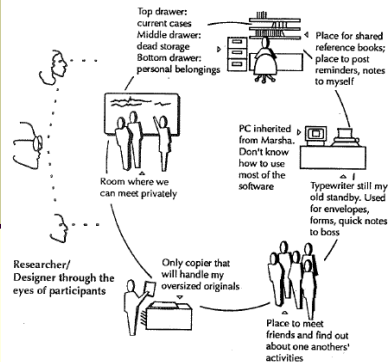 Top drawer:
current cases
Middle drawer:
dead storage
Bottom drawer:
personal belongings
Place for shared
reference books;
place to post
reminders, notes
to myself
PC inherited
from Marsha.
Don't know
how to use
most of the
software
Room where we
can meet privately
Typewriter still my
old standby. Used
for envelopes,
forms, quick notes
to boss
Researcher/
Designer through the
eyes of participants
Only copier that
will handle my
oversized originals
Place to meet
friends and find out
about one anothers'
activities